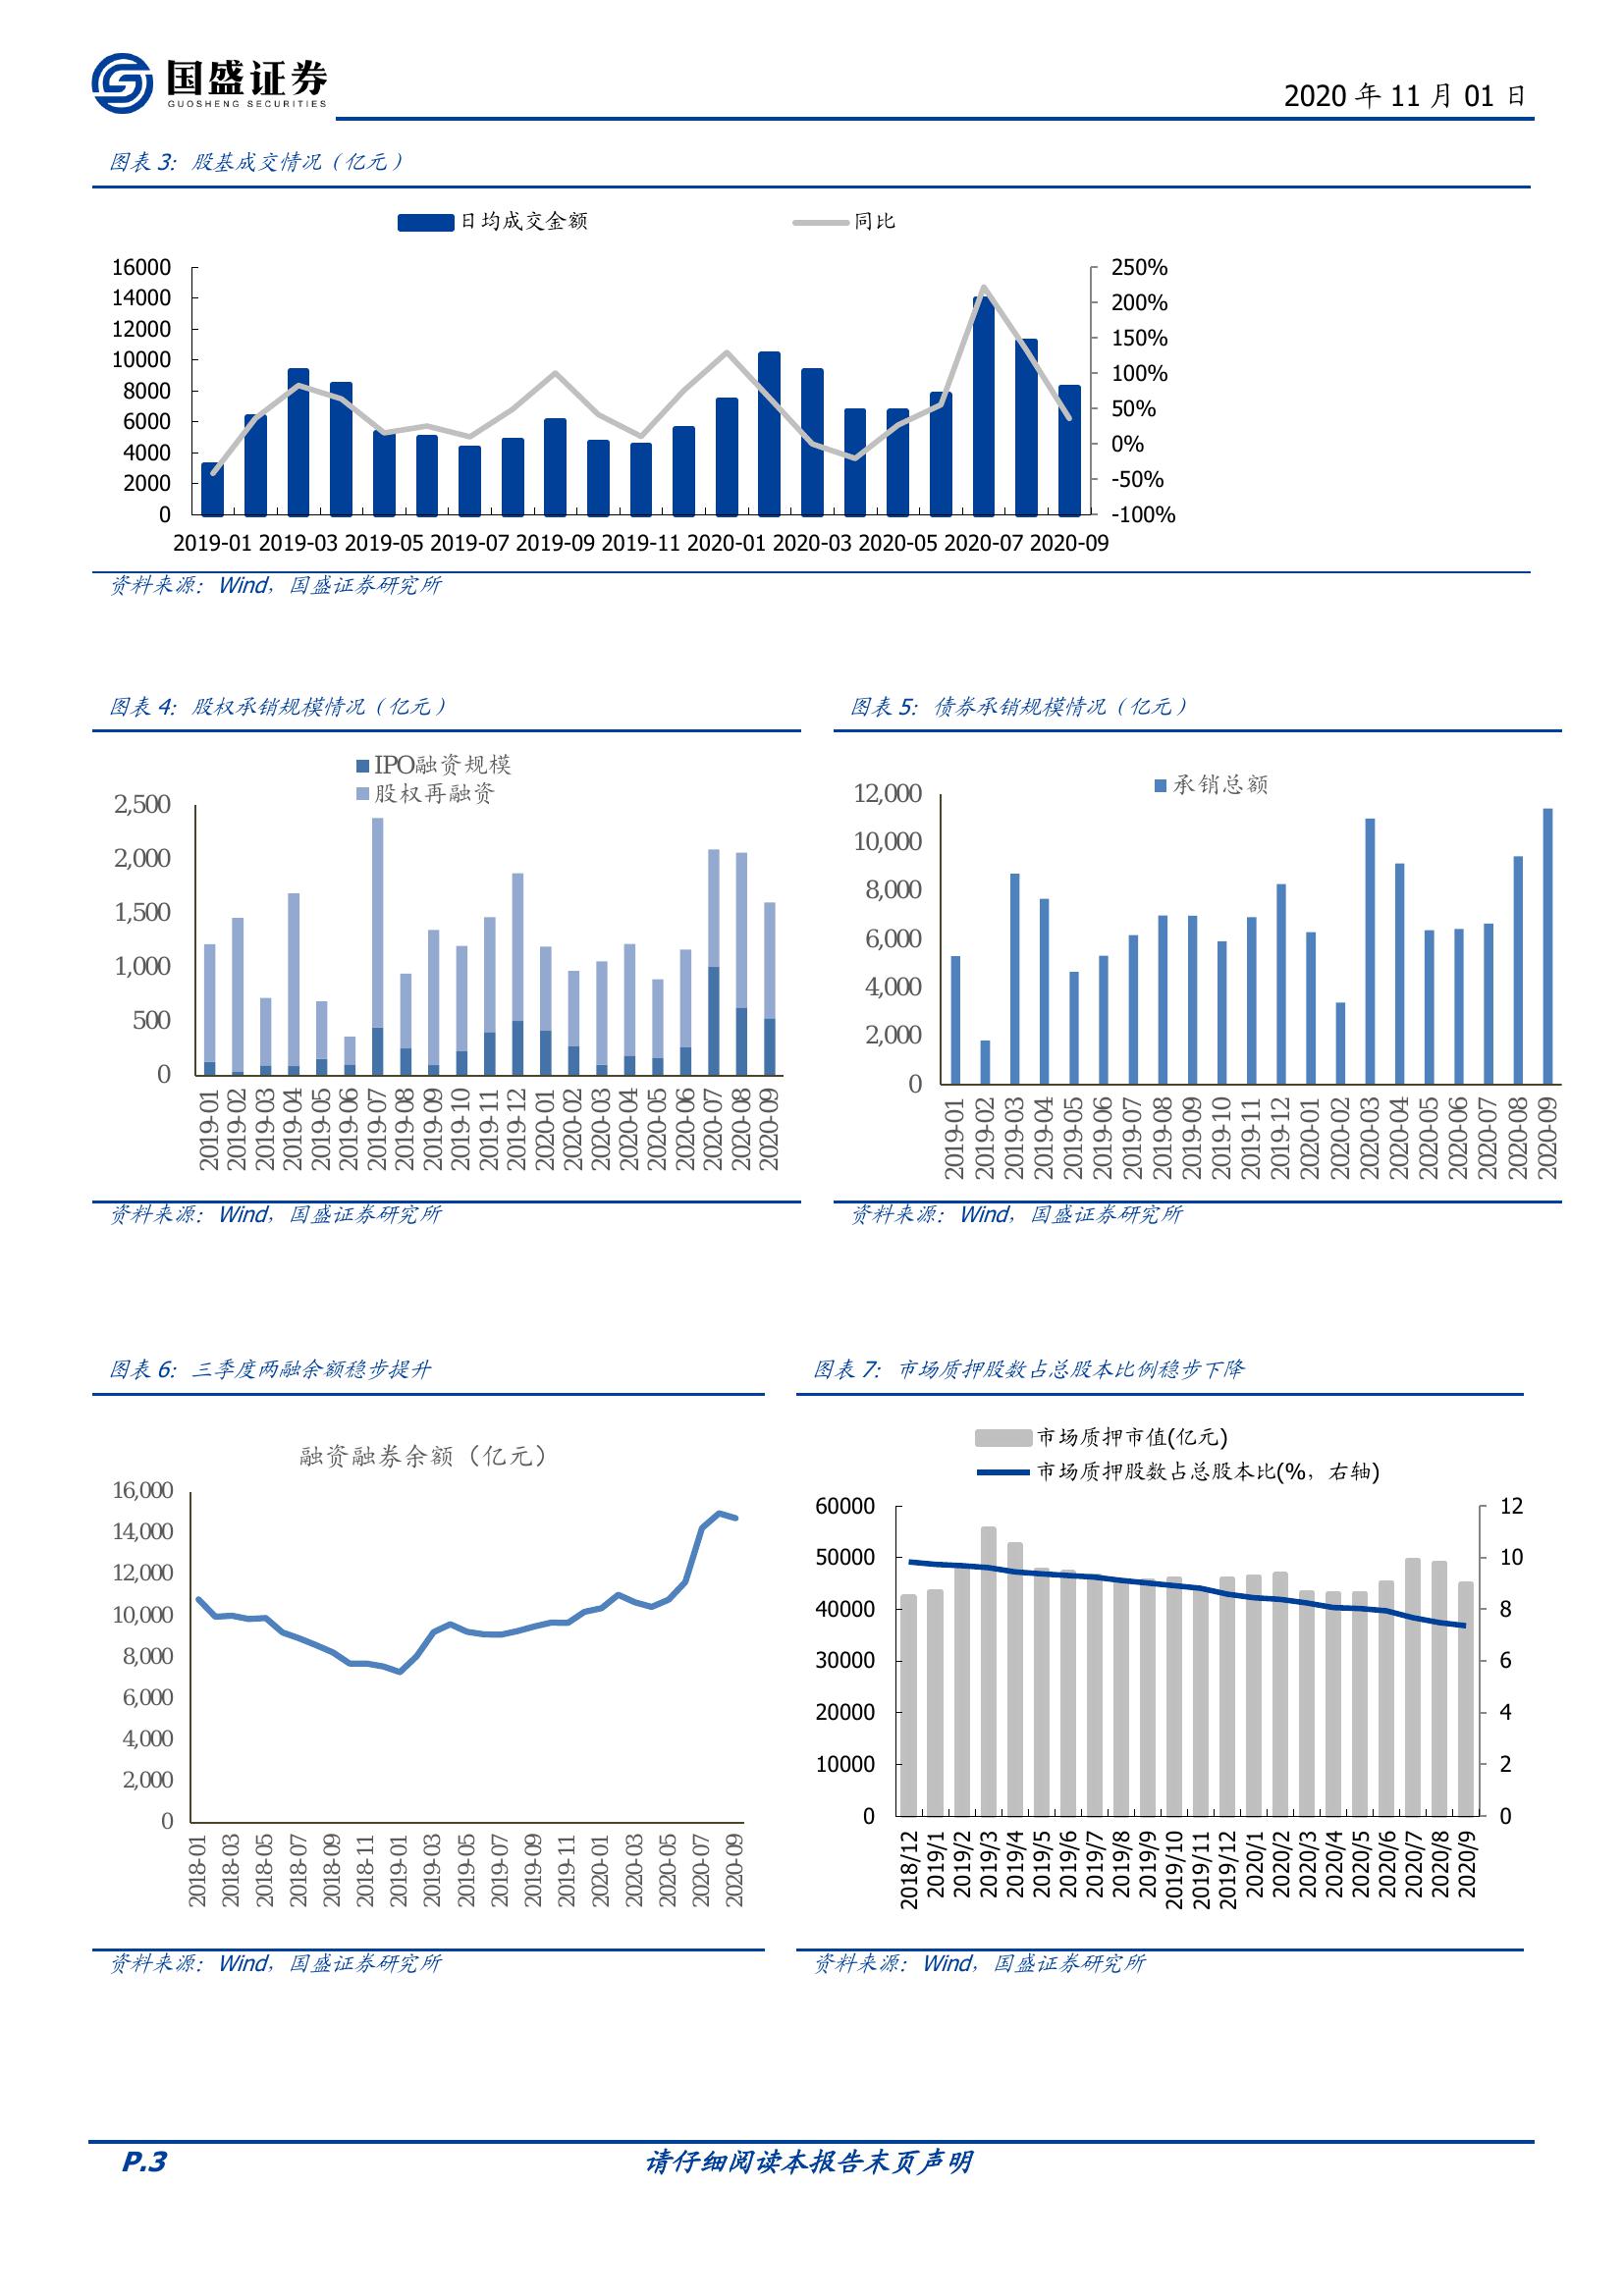 国盛证券
GUOSHENG SECURITIES
2020 年 11 月 01 日
图表 3：股基成交情况（亿元）
日均成交金额 同比
16000 250%
14000 200%
12000 150%
10000 100%
8000 50%
6000 0%
4000 -50%
2000 -100%
0
2019-01 2019-03 2019-05 2019-07 2019-09 2019-11 2020-01 2020-03 2020-05 2020-07 2020-09
资料来源：Wind，国盛证券研究所
图表 4：股权承销规模情况（亿元）
IPO融资规模
股权再融资
2,500
2,000
1,500
1,000
500
0
2019-01 2019-02 2019-03 2019-04 2019-05 2019-06 2019-07 2019-08 2019-09 2019-10 2019-11 2019-12 2020-01 2020-02 2020-03 2020-04 2020-05 2020-06 2020-07 2020-08 2020-09
资料来源：Wind，国盛证券研究所
图表 5：债券承销规模情况（亿元）
承销总额
12,000
10,000
8,000
6,000
4,000
2,000
0
2019-01 2019-02 2019-03 2019-04 2019-05 2019-06 2019-07 2019-08 2019-09 2019-10 2019-11 2019-12 2020-01 2020-02 2020-03 2020-04 2020-05 2020-06 2020-07 2020-08 2020-09
资料来源：Wind，国盛证券研究所
图表 6：三季度两融余额稳步提升
融资融券余额（亿元）
16,000
14,000
12,000
10,000
8,000
6,000
4,000
2,000
0
2018-01 2018-03 2018-05 2018-07 2018-09 2018-11 2019-01 2019-03 2019-05 2019-07 2019-09 2019-11 2020-01 2020-03 2020-05 2020-07 2020-09
资料来源：Wind，国盛证券研究所
图表 7：市场质押股数占总股本比例稳步下降
市场质押市值(亿元)
市场质押股数占总股本比(%，右轴)
60000 12
50000 10
40000 8
30000 6
20000 4
10000 2
0 0
2018/12 2019/1 2019/2 2019/3 2019/4 2019/5 2019/6 2019/7 2019/8 2019/9 2019/10 2019/11 2019/12 2020/1 2020/2 2020/3 2020/4 2020/5 2020/6 2020/7 2020/8 2020/9
资料来源：Wind，国盛证券研究所
P.3 请仔细阅读本报告末页声明